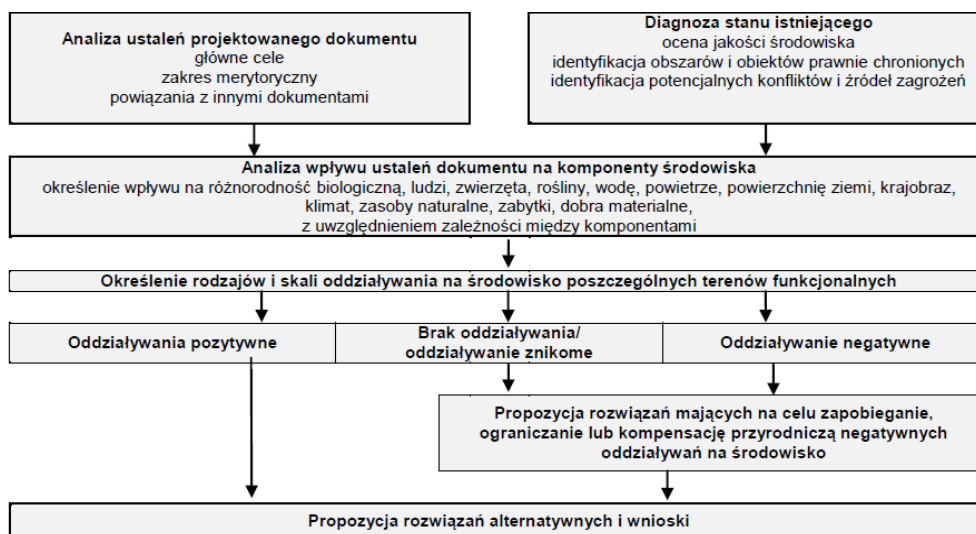 Analiza ustaleń projektowanego dokumentu
główne cele
zakres merytoryczny
powiązania z innymi dokumentami
Diagnoza stanu istniejącego
ocena jakości środowiska
identyfikacja obszarów i obiektów prawnie chronionych
identyfikacja potencjalnych konfliktów i źródeł zagrożeń
Analiza wpływu ustaleń dokumentu na komponenty środowiska
określenie wpływu na różnorodność biologiczną, ludzi, zwierzęta, rośliny, wodę, powietrze, powierzchnię ziemi, krajobraz,
klimat, zasoby naturalne, zabytki, dobra materialne,
z uwzględnieniem zależności między komponentami
Określenie rodzajów i skali oddziaływania na środowisko poszczególnych terenów funkcjonalnych
Oddziaływania pozytywne
Brak oddziaływania/
oddziaływanie znikome
Oddziaływanie negatywne
Propozycja rozwiązań mających na celu zapobieganie,
ograniczanie lub kompensację przyrodniczą negatywnych
oddziaływań na środowisko
Propozycja rozwiązań alternatywnych i wnioski